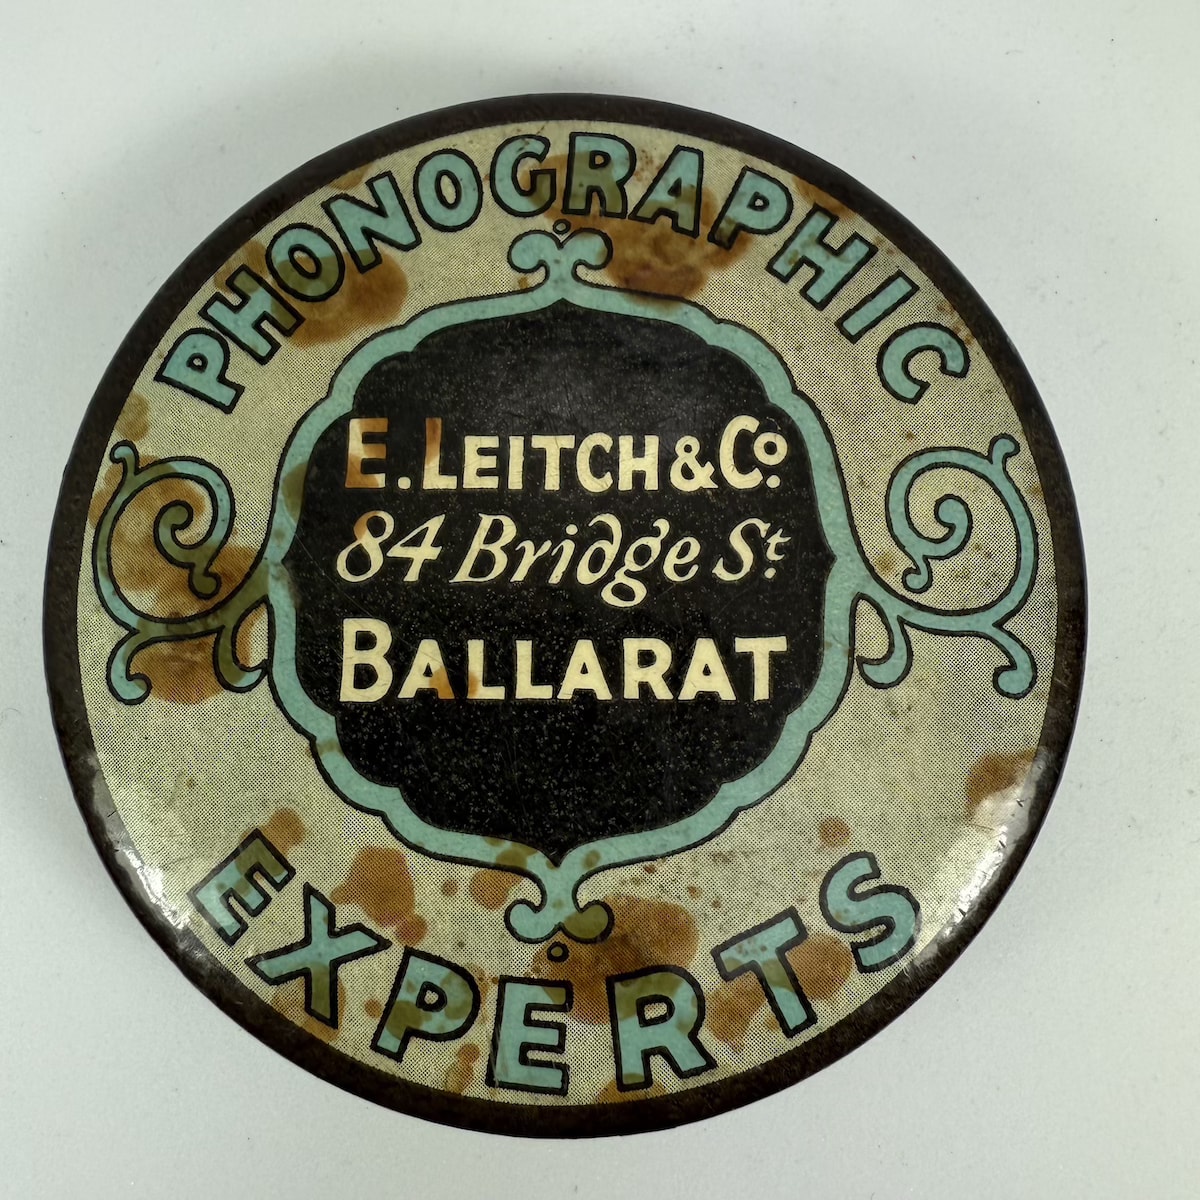 PHONOGRAPHIC
E. LEITCH & Co.
84 Bridge St.
BALLARAT
EXPERTS